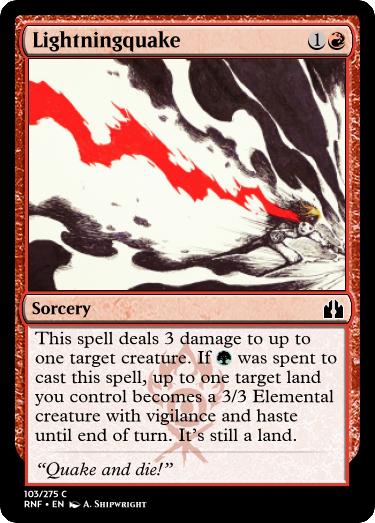 Lightningquake 1
Sorcery
This spell deals 3 damage to up to
one target creature. If was spent to
cast this spell, up to one target land
you control becomes a 3/3 Elemental
creature with vigilance and haste
until end of turn. It's still a land.
“Quake and die!”
103/275 C
RNF • EN A. Shipwright